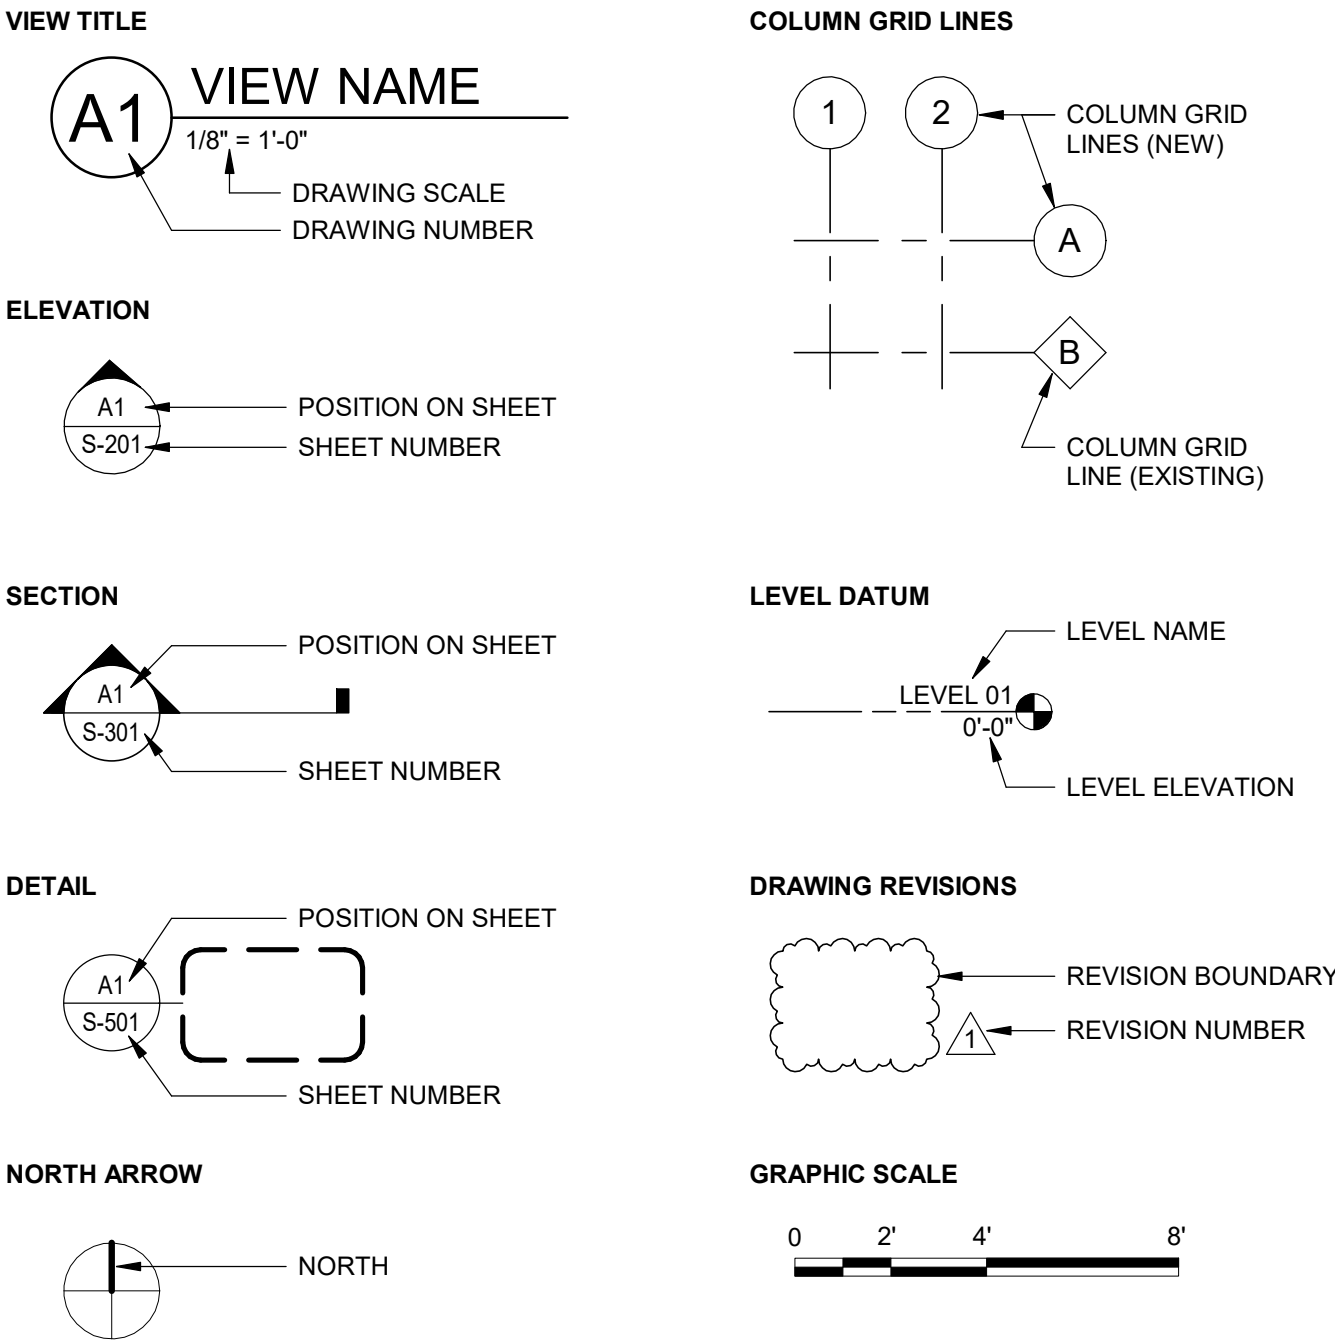 VIEW TITLE
A1
VIEW NAME
1/8" = 1'-0"
DRAWING SCALE
DRAWING NUMBER
ELEVATION
A1
POSITION ON SHEET
S-201
SHEET NUMBER
SECTION
POSITION ON SHEET
A1
S-301
SHEET NUMBER
DETAIL
POSITION ON SHEET
A1
S-501
SHEET NUMBER
NORTH ARROW
NORTH
COLUMN GRID LINES
1 2
COLUMN GRID
LINES (NEW)
A
B
COLUMN GRID
LINE (EXISTING)
LEVEL DATUM
LEVEL NAME
LEVEL 01
0'-0"
LEVEL ELEVATION
DRAWING REVISIONS
REVISION BOUNDARY
1
REVISION NUMBER
GRAPHIC SCALE
0 2' 4' 8'